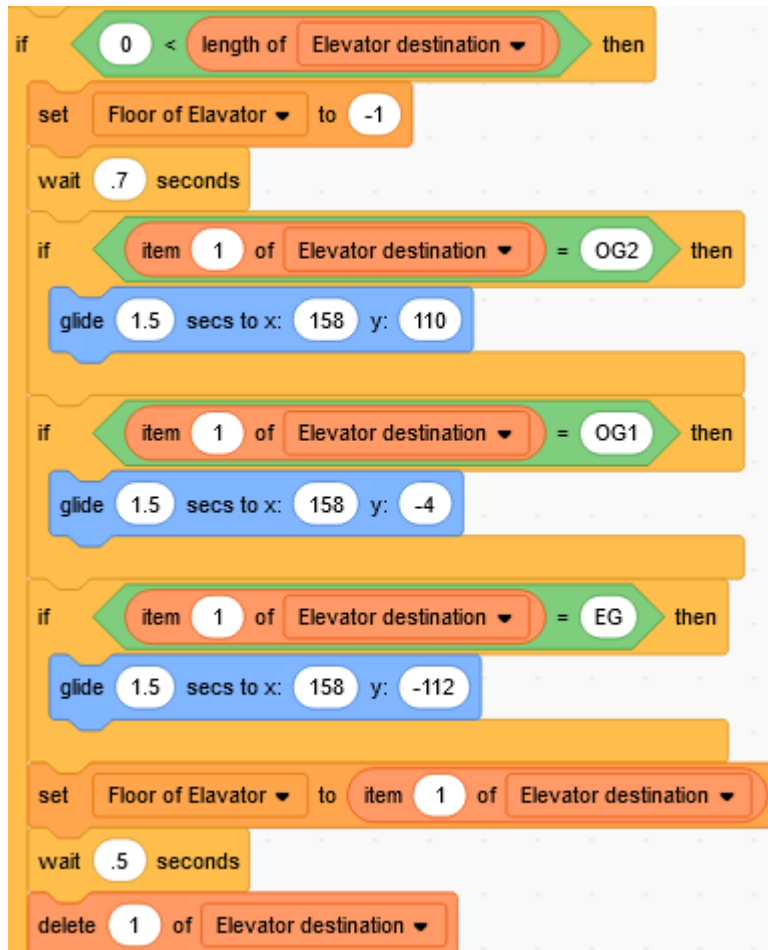 if 0 < length of Elevator destination then
set Floor of Elavator to -1
wait .7 seconds
if item 1 of Elevator destination = OG2 then
glide 1.5 secs to x: 158 y: 110
if item 1 of Elevator destination = OG1 then
glide 1.5 secs to x: 158 y: -4
if item 1 of Elevator destination = EG then
glide 1.5 secs to x: 158 y: -112
set Floor of Elavator to item 1 of Elevator destination
wait .5 seconds
delete 1 of Elevator destination